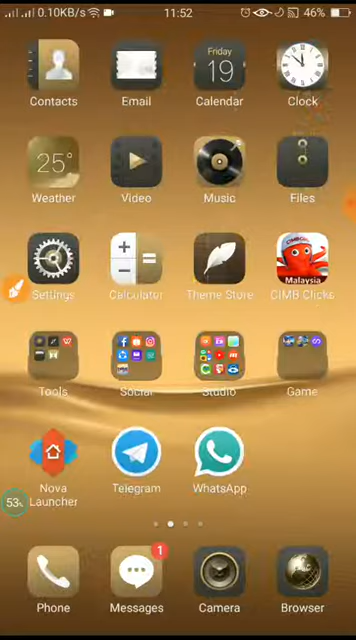 0.10KB/s 11:52 46%
Friday
19
Contacts Email Calendar Clock
25°
Weather Video Music Files
CIMB
Malaysia
Settings Calculator Theme Store CIMB Clicks
Tools Social Studio Game
Nova
Launcher Telegram WhatsApp
53%
1
Phone Messages Camera Browser